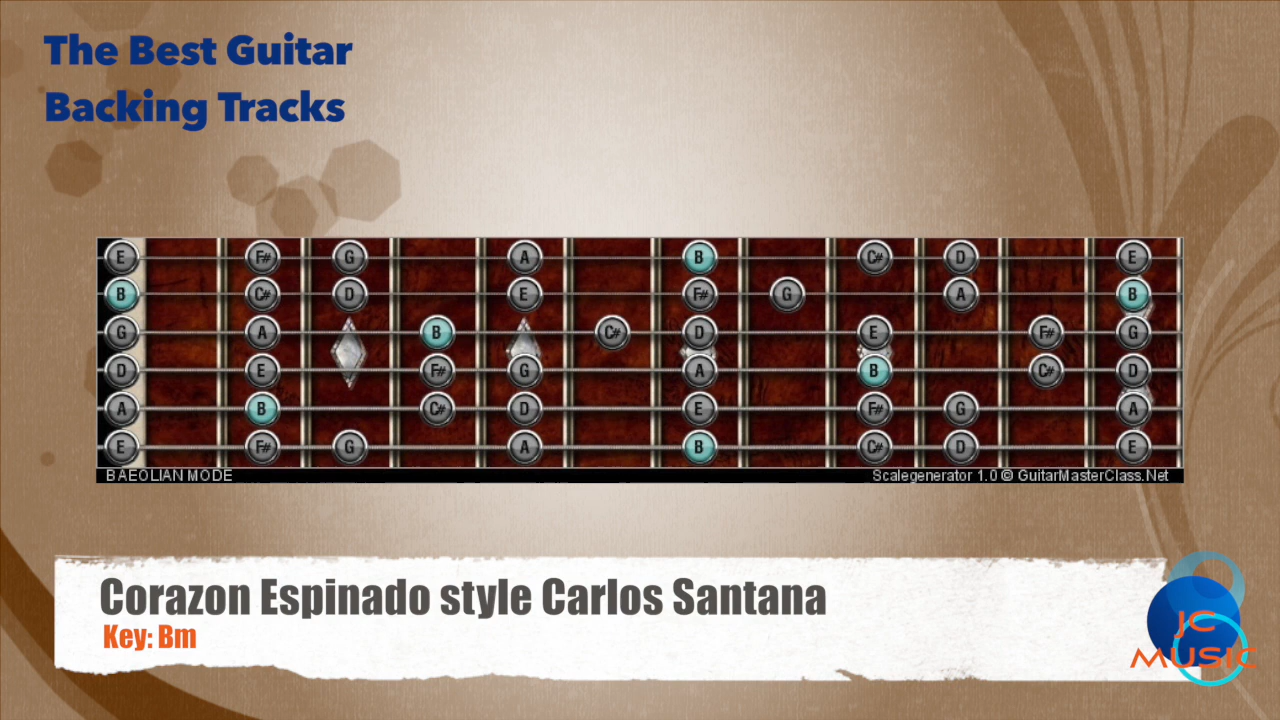 The Best Guitar
Backing Tracks
E F# G A B C# D E
B C# D E F# G A B
G A B C# D E F# G
D E F# G A B C# D
A B C# D E F# G A
E F# G A B C# D E
B AEOLIAN MODE
Scalegenerator 1.0 © GuitarMasterClass.Net
Corazon Espinado style Carlos Santana
Key: Bm
JC
MUSIC